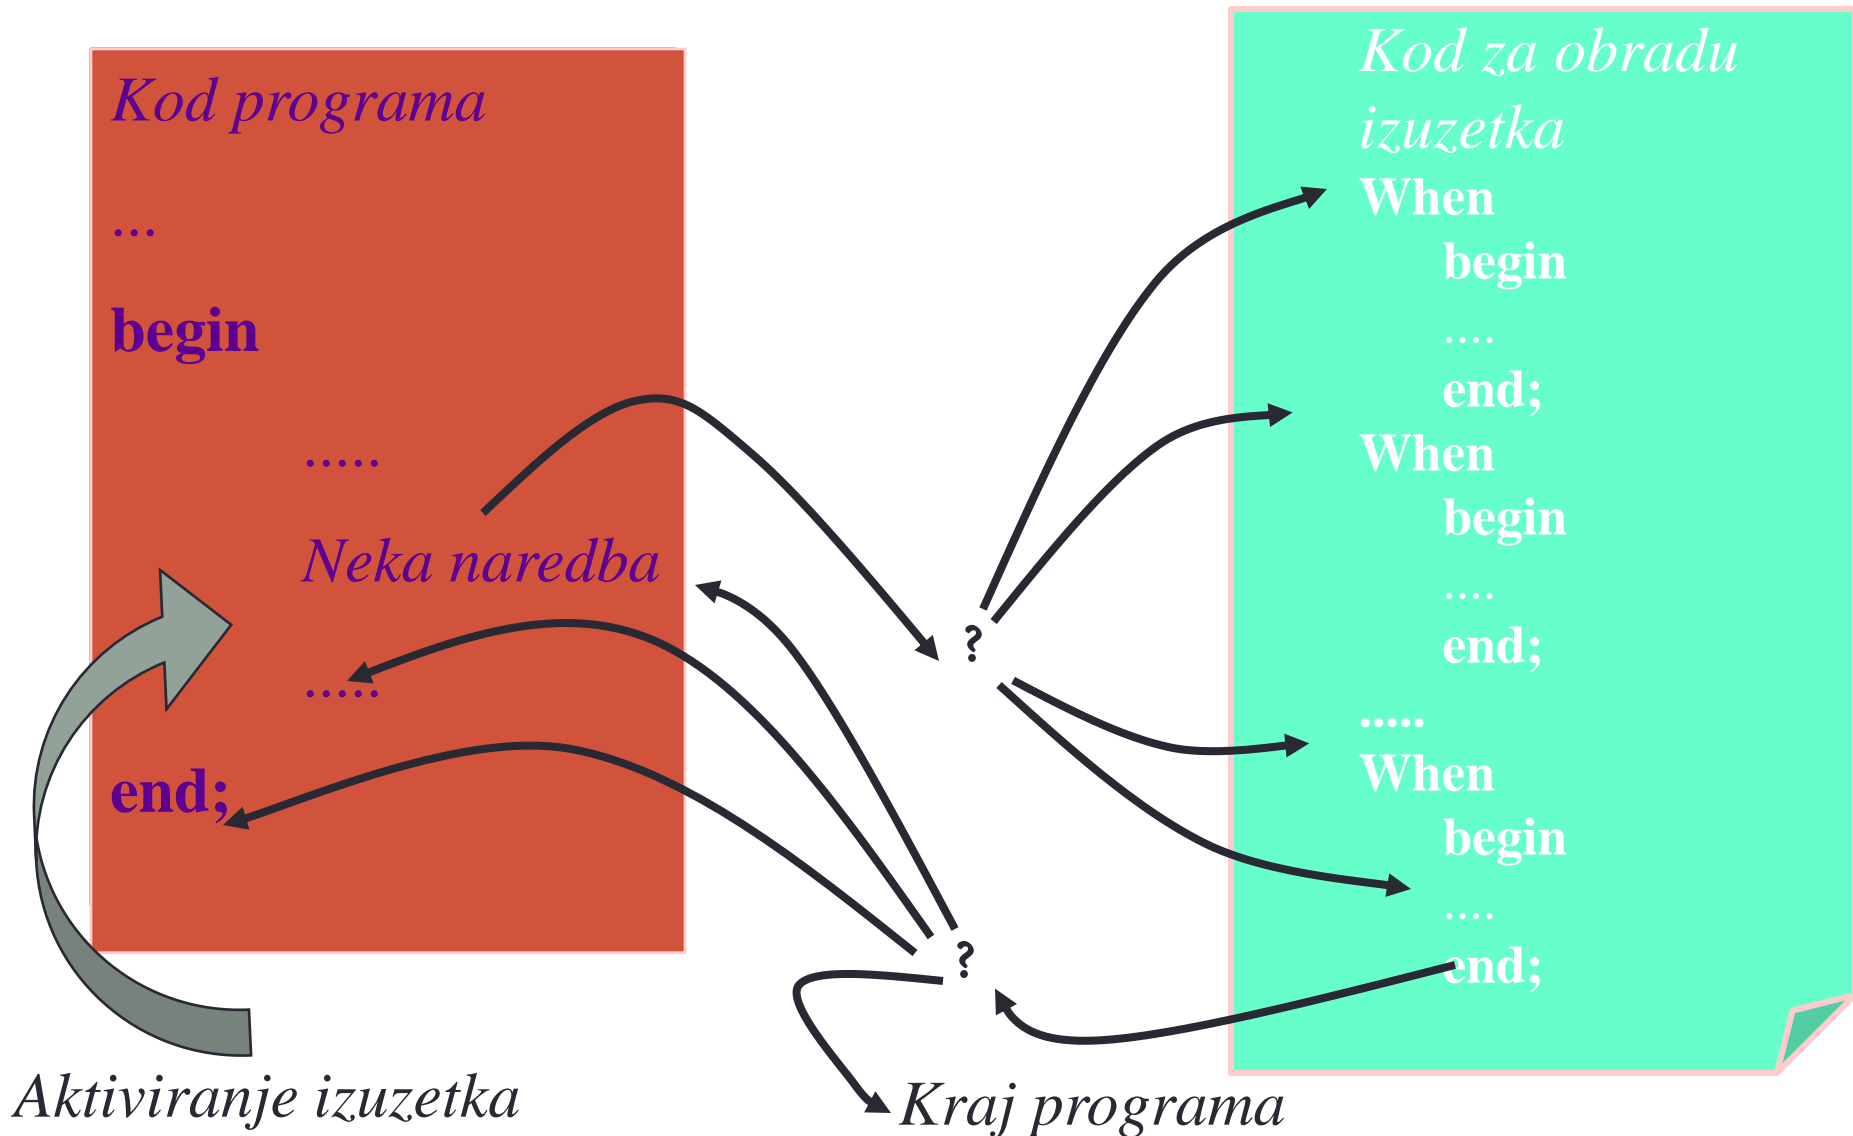 Kod programa
...
begin
.....
Neka naredba
.....
end;
Aktiviranje izuzetka
?
?
Kraj programa
Kod za obradu
izuzetka
When
begin
....
end;
When
begin
....
end;
.....
When
begin
....
end;